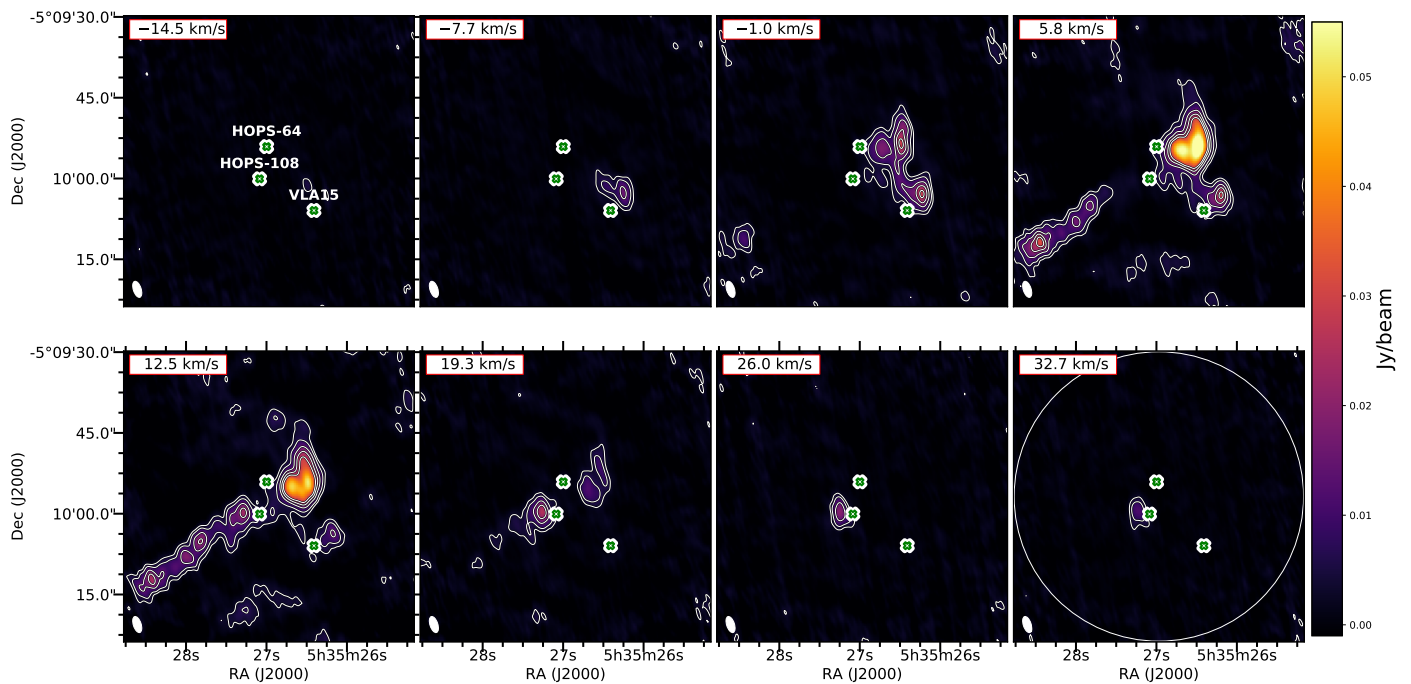 −14.5 km/s
−7.7 km/s
−1.0 km/s
5.8 km/s
-5°09'30.0"
45.0"
10'00.0"
15.0"
Dec (J2000)
HOPS-64
HOPS-108
VLA15
12.5 km/s
19.3 km/s
26.0 km/s
32.7 km/s
-5°09'30.0"
45.0"
10'00.0"
15.0"
Dec (J2000)
28s 27s 5h35m26s
28s 27s 5h35m26s
28s 27s 5h35m26s
28s 27s 5h35m26s
RA (J2000)
RA (J2000)
RA (J2000)
RA (J2000)
0.05
0.04
0.03
0.02
0.01
0.00
Jy/beam